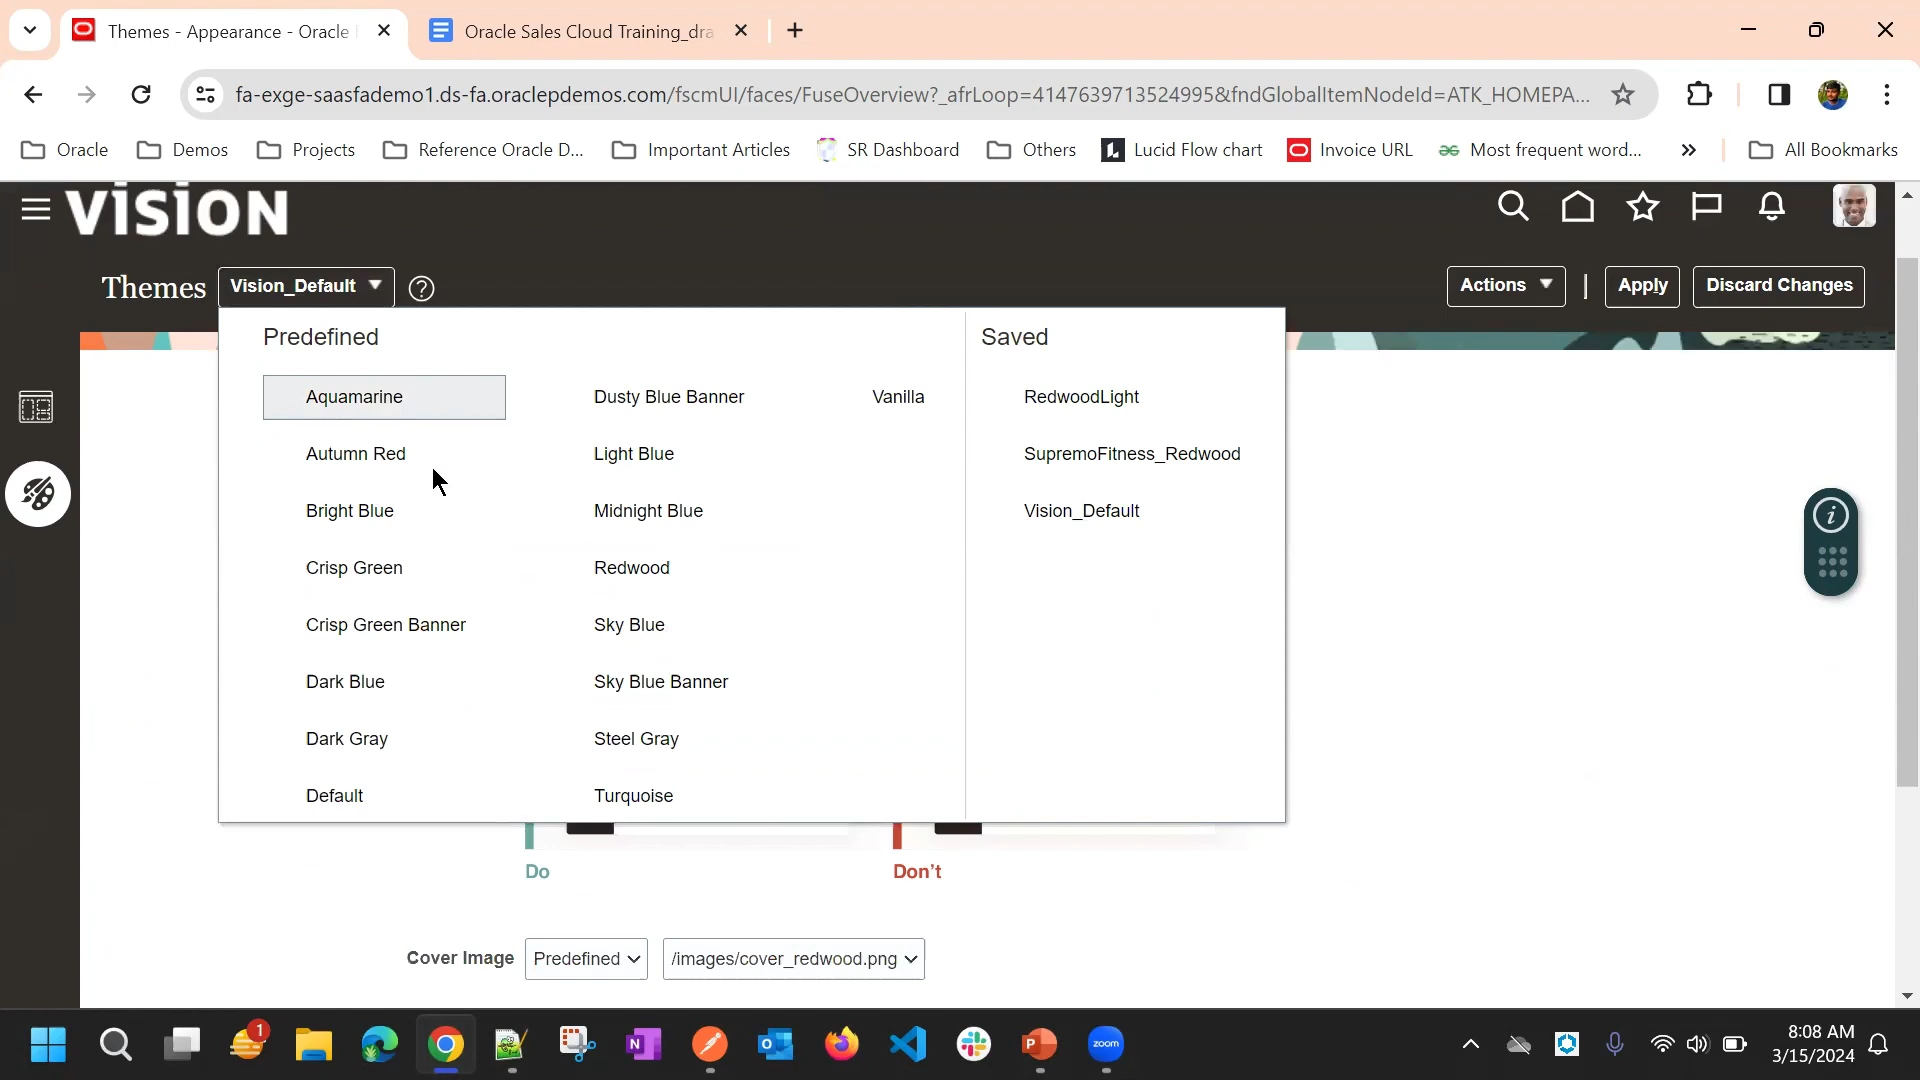 Themes - Appearance - Oracle
Oracle Sales Cloud Training_dra
fa-exge-saasfademo1.ds-fa.oraclepdemos.com/fscmUI/faces/FuseOverview?_afrLoop=4147639713524995&fndGlobalItemNodeId=ATK_HOMEPA...
Oracle
Demos
Projects
Reference Oracle D...
Important Articles
SR Dashboard
Others
Lucid Flow chart
Invoice URL
Most frequent word...
All Bookmarks
VISION
Themes
Vision_Default
Actions
Apply
Discard Changes
Predefined
Saved
Aquamarine
Dusty Blue Banner
Vanilla
RedwoodLight
Autumn Red
Light Blue
SupremoFitness_Redwood
Bright Blue
Midnight Blue
Vision_Default
Crisp Green
Redwood
Crisp Green Banner
Sky Blue
Dark Blue
Sky Blue Banner
Dark Gray
Steel Gray
Default
Turquoise
Do
Don't
Cover Image
Predefined
/images/cover_redwood.png
1
zoom
8:08 AM
3/15/2024